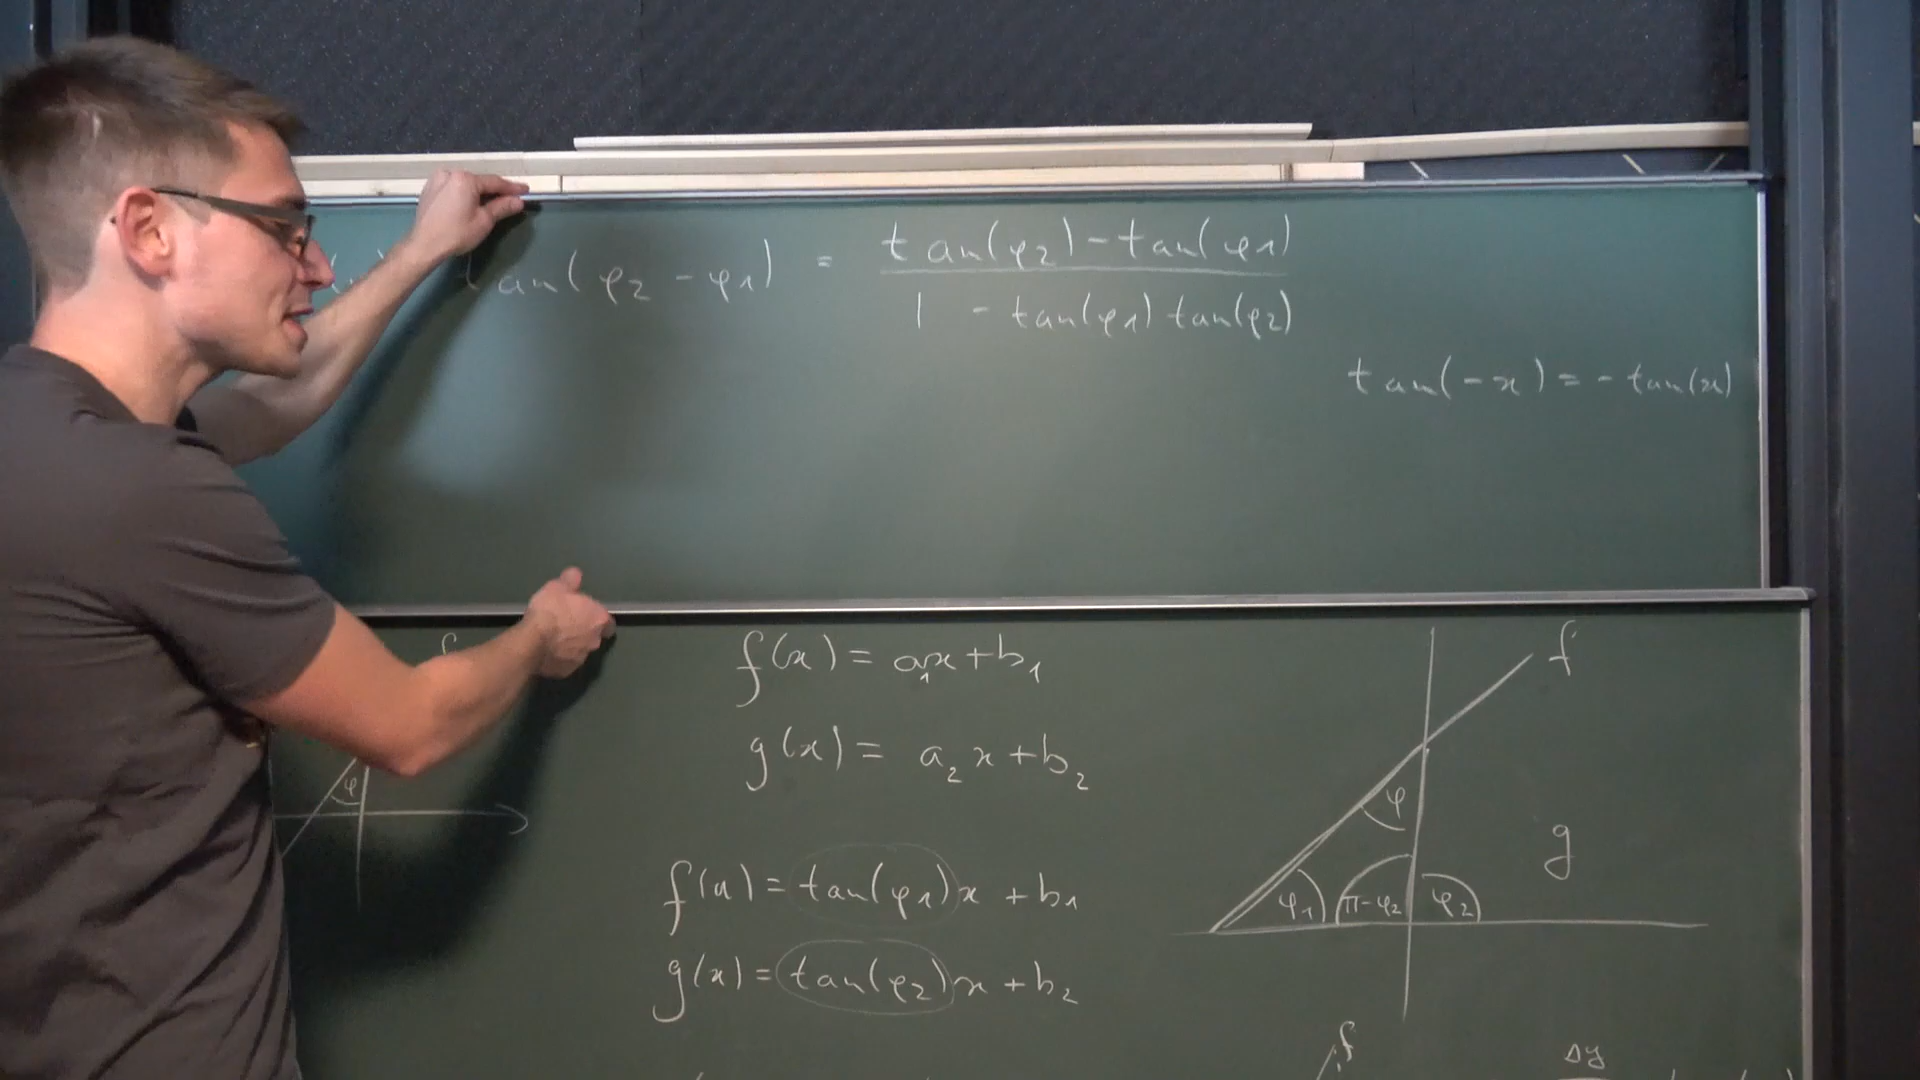 tan(φ2 - φ1) = tan(φ2) - tan(φ1)
1 - tan(φ1) tan(φ2)
tan(-x) = - tan(x)
f(x) = a1x + b1
g(x) = a2x + b2
f(x) = tan(φ1)x + b1
g(x) = tan(φ2)x + b2
φ
f
φ
g
φ1
π-φ2
φ2
f
Δy